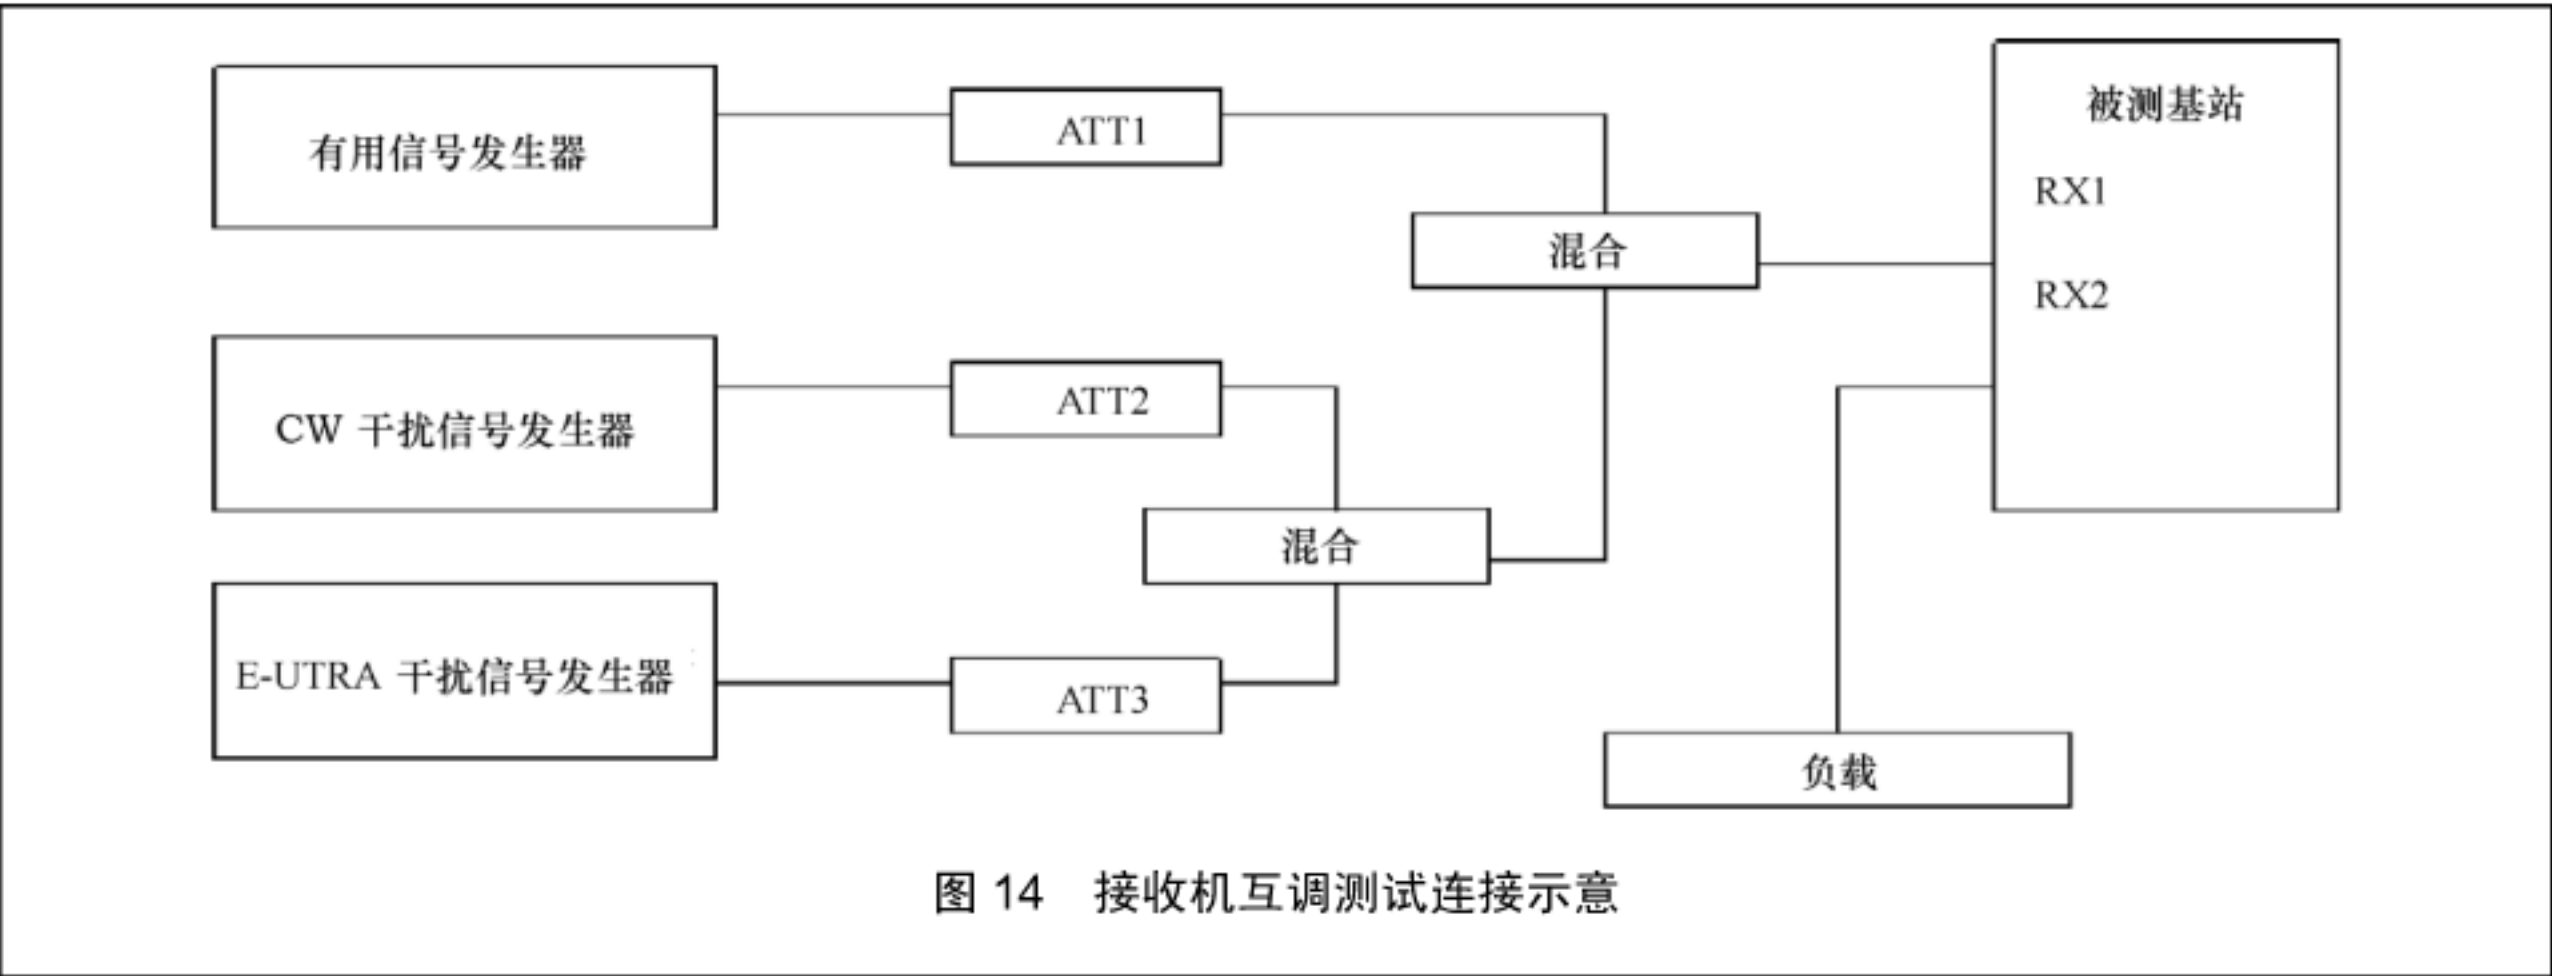 有用信号发生器
ATT1
被测基站
RX1
混合
RX2
CW 干扰信号发生器
ATT2
混合
E-UTRA 干扰信号发生器
ATT3
负载
图 14 接收机互调测试连接示意